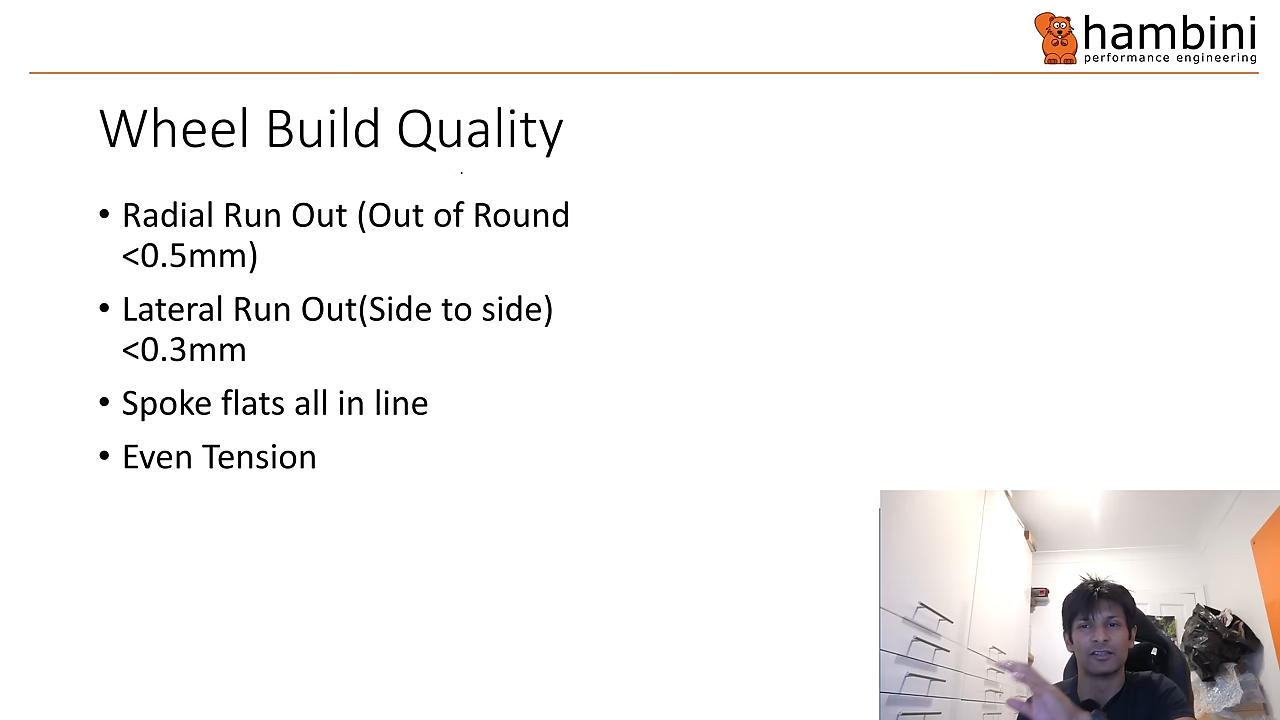 hambini
performance engineering
Wheel Build Quality
• Radial Run Out (Out of Round
<0.5mm)
• Lateral Run Out(Side to side)
<0.3mm
• Spoke flats all in line
• Even Tension